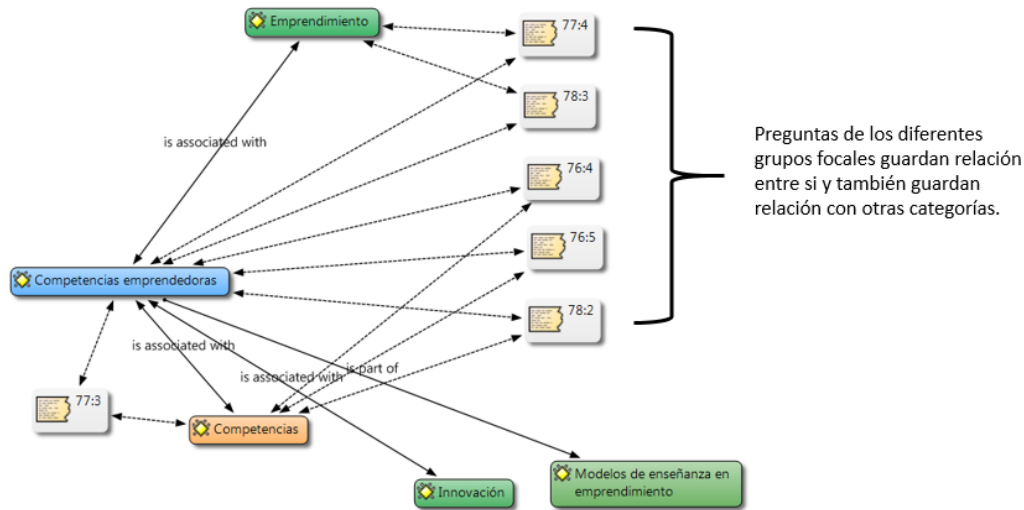 Emprendimiento
77:4
78:3
is associated with
Preguntas de los diferentes
grupos focales guardan relación
entre si y también guardan
relación con otras categorías.
76:4
76:5
Competencias emprendedoras
78:2
is associated with
is associated with
is part of
77:3
Competencias
Innovación
Modelos de enseñanza en
emprendimiento